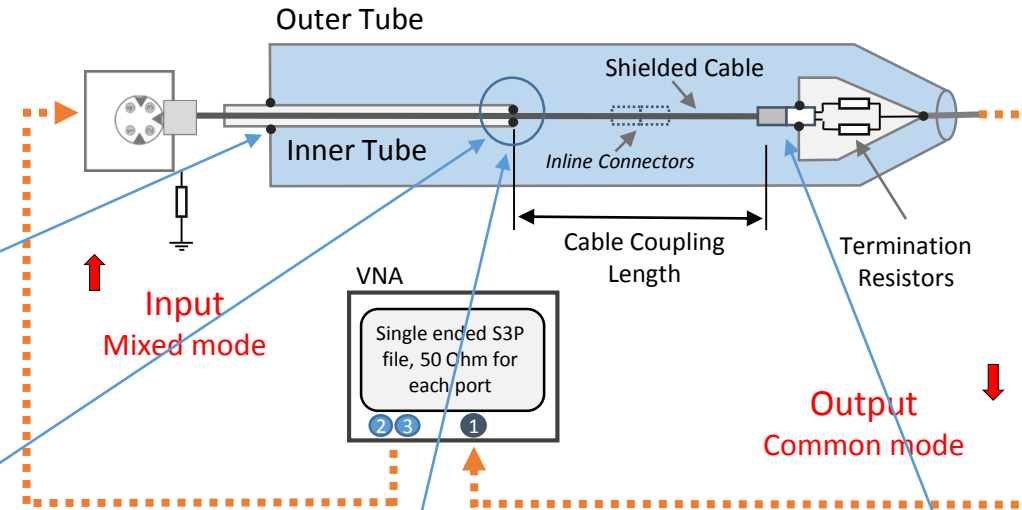 Outer Tube
Shielded Cable
Inner Tube
Inline Connectors
Cable Coupling
Length
Termination
Resistors
VNA
Input
Mixed mode
Single ended S3P
file, 50 Ohm for
each port
2 3 1
Output
Common mode